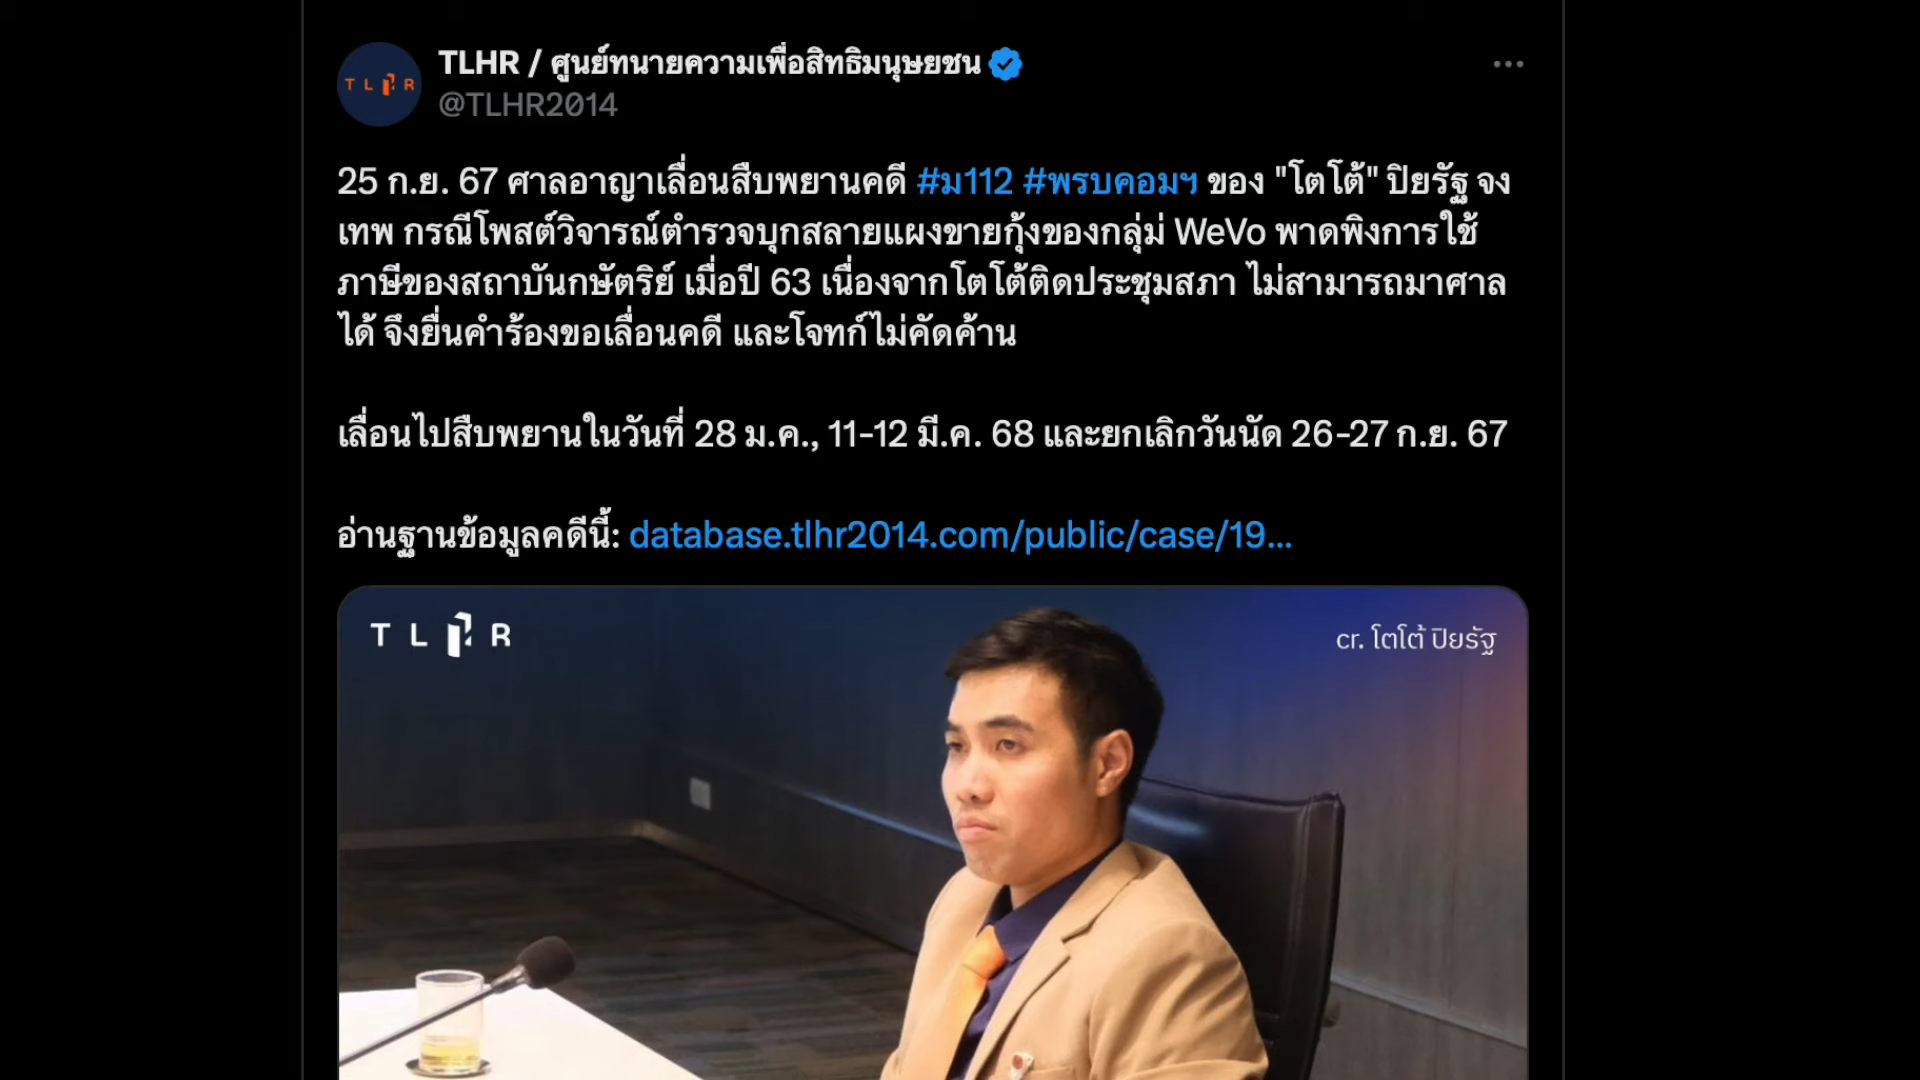 TLHR / ศูนย์ทนายความเพื่อสิทธิมนุษยชน
TLHR
@TLHR2014
25 ก.ย. 67 ศาลอาญาเลื่อนสืบพยานคดี #ม112 #พรบคอมฯ ของ "โตโต้" ปิยรัฐ จง
เทพ กรณีโพสต์วิจารณ์ตำรวจบุกสลายแผงขายกุ้งของกลุ่ม WeVo พาดพิงการใช้
ภาษีของสถาบันกษัตริย์ เมื่อปี 63 เนื่องจากโตโต้ติดประชุมสภา ไม่สามารถมาศาล
ได้ จึงยื่นคำร้องขอเลื่อนคดี และโจทก์ไม่คัดค้าน
เลื่อนไปสืบพยานในวันที่ 28 ม.ค., 11-12 มี.ค. 68 และยกเลิกวันนัด 26-27 ก.ย. 67
อ่านฐานข้อมูลคดีนี้: database.tlhr2014.com/public/case/19…
TLHR
cr. โตโต้ ปิยรัฐ